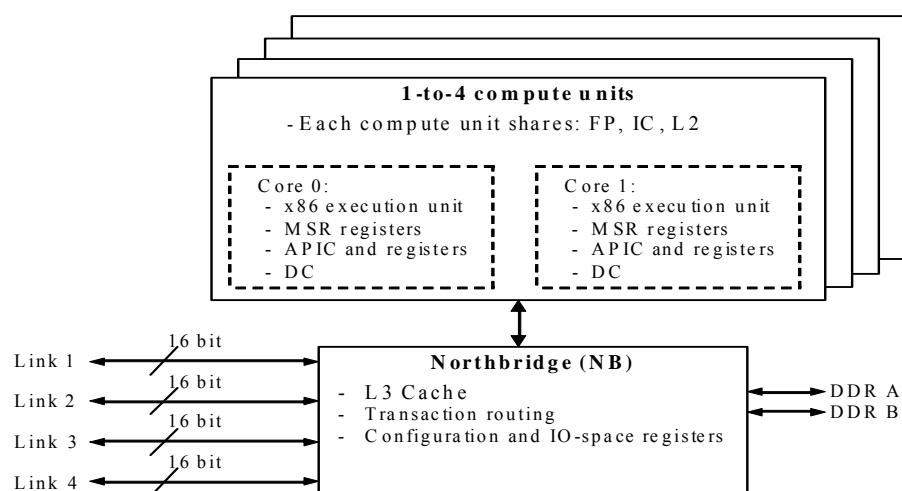 1-to-4 compute units
- Each compute unit shares: FP, IC, L2
Core 0:
- x86 execution unit
- MSR registers
- APIC and registers
- DC
Core 1:
- x86 execution unit
- MSR registers
- APIC and registers
- DC
Northbridge (NB)
- L3 Cache
- Transaction routing
- Configuration and IO-space registers
Link 1
16 bit
Link 2
16 bit
Link 3
16 bit
Link 4
16 bit
DDR A
DDR B